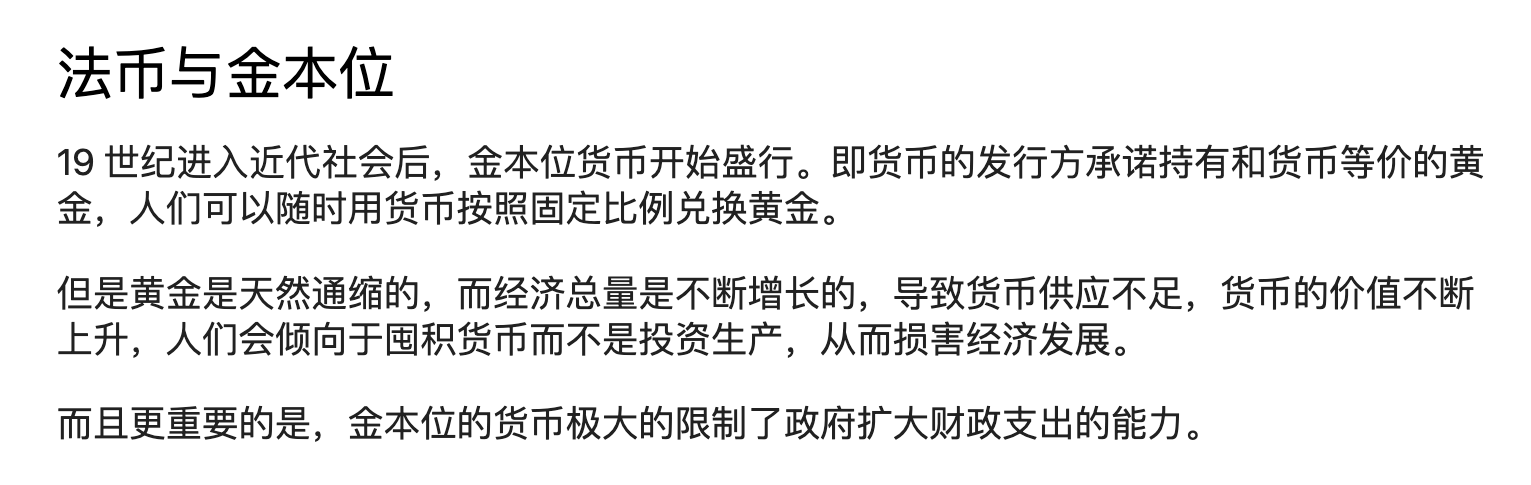 法币与金本位
19 世纪进入近代社会后，金本位货币开始盛行。即货币的发行方承诺持有和货币等价的黄
金，人们可以随时用货币按照固定比例兑换黄金。
但是黄金是天然通缩的，而经济总量是不断增长的，导致货币供应不足，货币的价值不断
上升，人们会倾向于囤积货币而不是投资生产，从而损害经济发展。
而且更重要的是，金本位的货币极大的限制了政府扩大财政支出的能力。